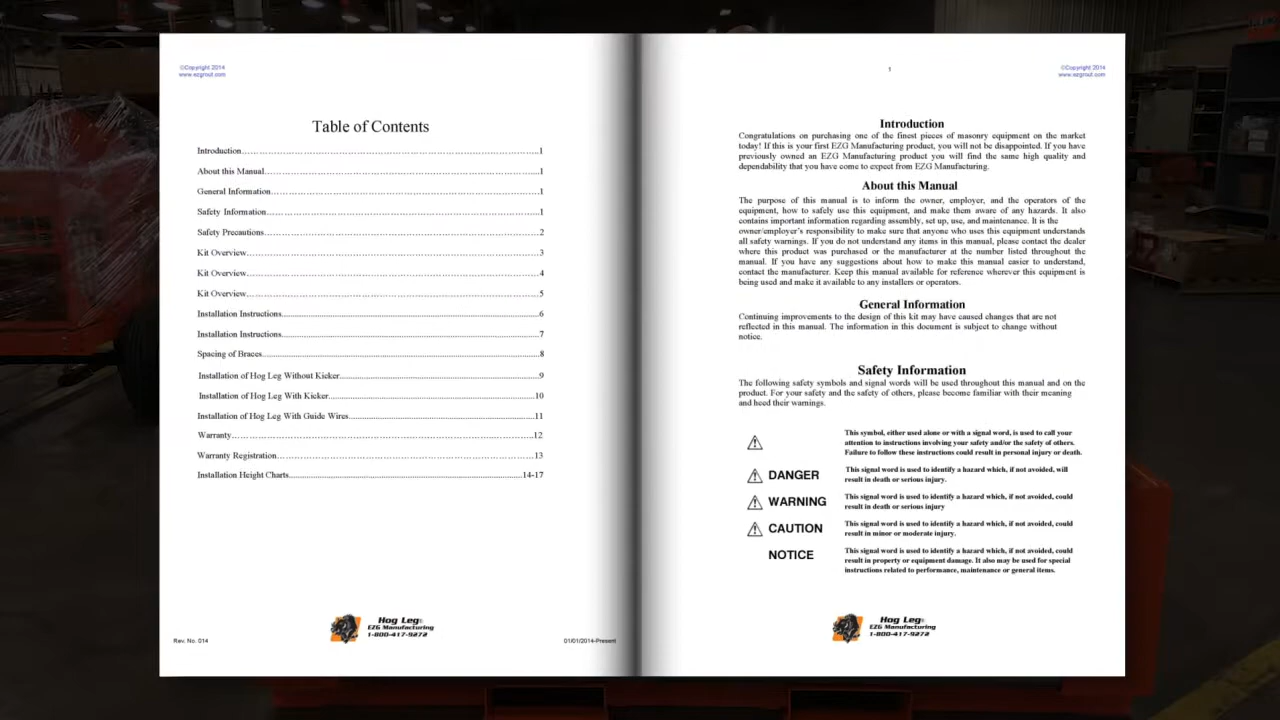 ©Copyright 2014
www.ezgrout.com
Table of Contents
Introduction……………………………………………………………………………1
About this Manual………………………………………………………………………1
General Information……………………………………………………………………1
Safety Information………………………………………………………………………1
Safety Precautions………………………………………………………………………2
Kit Overview……………………………………………………………………………3
Kit Overview……………………………………………………………………………4
Kit Overview……………………………………………………………………………5
Installation Instructions.....................................................................................6
Installation Instructions.....................................................................................7
Spacing of Braces.............................................................................................8
Installation of Hog Leg Without Kicker..............................................................9
Installation of Hog Leg With Kicker..................................................................10
Installation of Hog Leg With Guide Wires.........................................................11
Warranty………………………………………………………………………………12
Warranty Registration…………………………………………………………………13
Installation Height Charts...............................................................................14-17
Rev. No. 014
Hog Leg®
EZG Manufacturing
1-800-417-9272
01/01/2014-Present
1
©Copyright 2014
www.ezgrout.com
Introduction
Congratulations on purchasing one of the finest pieces of masonry equipment on the market
today! If this is your first EZG Manufacturing product, you will not be disappointed. If you have
previously owned an EZG Manufacturing product you will find the same high quality and
dependability that you have come to expect from EZG Manufacturing.
About this Manual
The purpose of this manual is to inform the owner, employer, and the operators of the
equipment, how to safely use this equipment, and make them aware of any hazards. It also
contains important information regarding assembly, set up, use, and maintenance. It is the
owner/employer's responsibility to make sure that anyone who uses this equipment understands
all safety warnings. If you do not understand any items in this manual, please contact the dealer
where this product was purchased or the manufacturer at the number listed throughout the
manual. If you have any suggestions about how to make this manual easier to understand,
contact the manufacturer. Keep this manual available for reference wherever this equipment is
being used and make it available to any installers or operators.
General Information
Continuing improvements to the design of this kit may have caused changes that are not
reflected in this manual. The information in this document is subject to change without
notice.
Safety Information
The following safety symbols and signal words will be used throughout this manual and on the
product. For your safety and the safety of others, please become familiar with their meaning
and heed their warnings.
This symbol, either used alone or with a signal word, is used to call your
attention to instructions involving your safety and/or the safety of others.
Failure to follow these instructions could result in personal injury or death.
DANGER
This signal word is used to identify a hazard which, if not avoided, will
result in death or serious injury.
WARNING
This signal word is used to identify a hazard which, if not avoided, could
result in death or serious injury
CAUTION
This signal word is used to identify a hazard which, if not avoided, could
result in minor or moderate injury.
NOTICE
This signal word is used to identify a hazard which, if not avoided, could
result in property or equipment damage. It also may be used for special
instructions related to performance, maintenance or general items.
Hog Leg®
EZG Manufacturing
1-800-417-9272